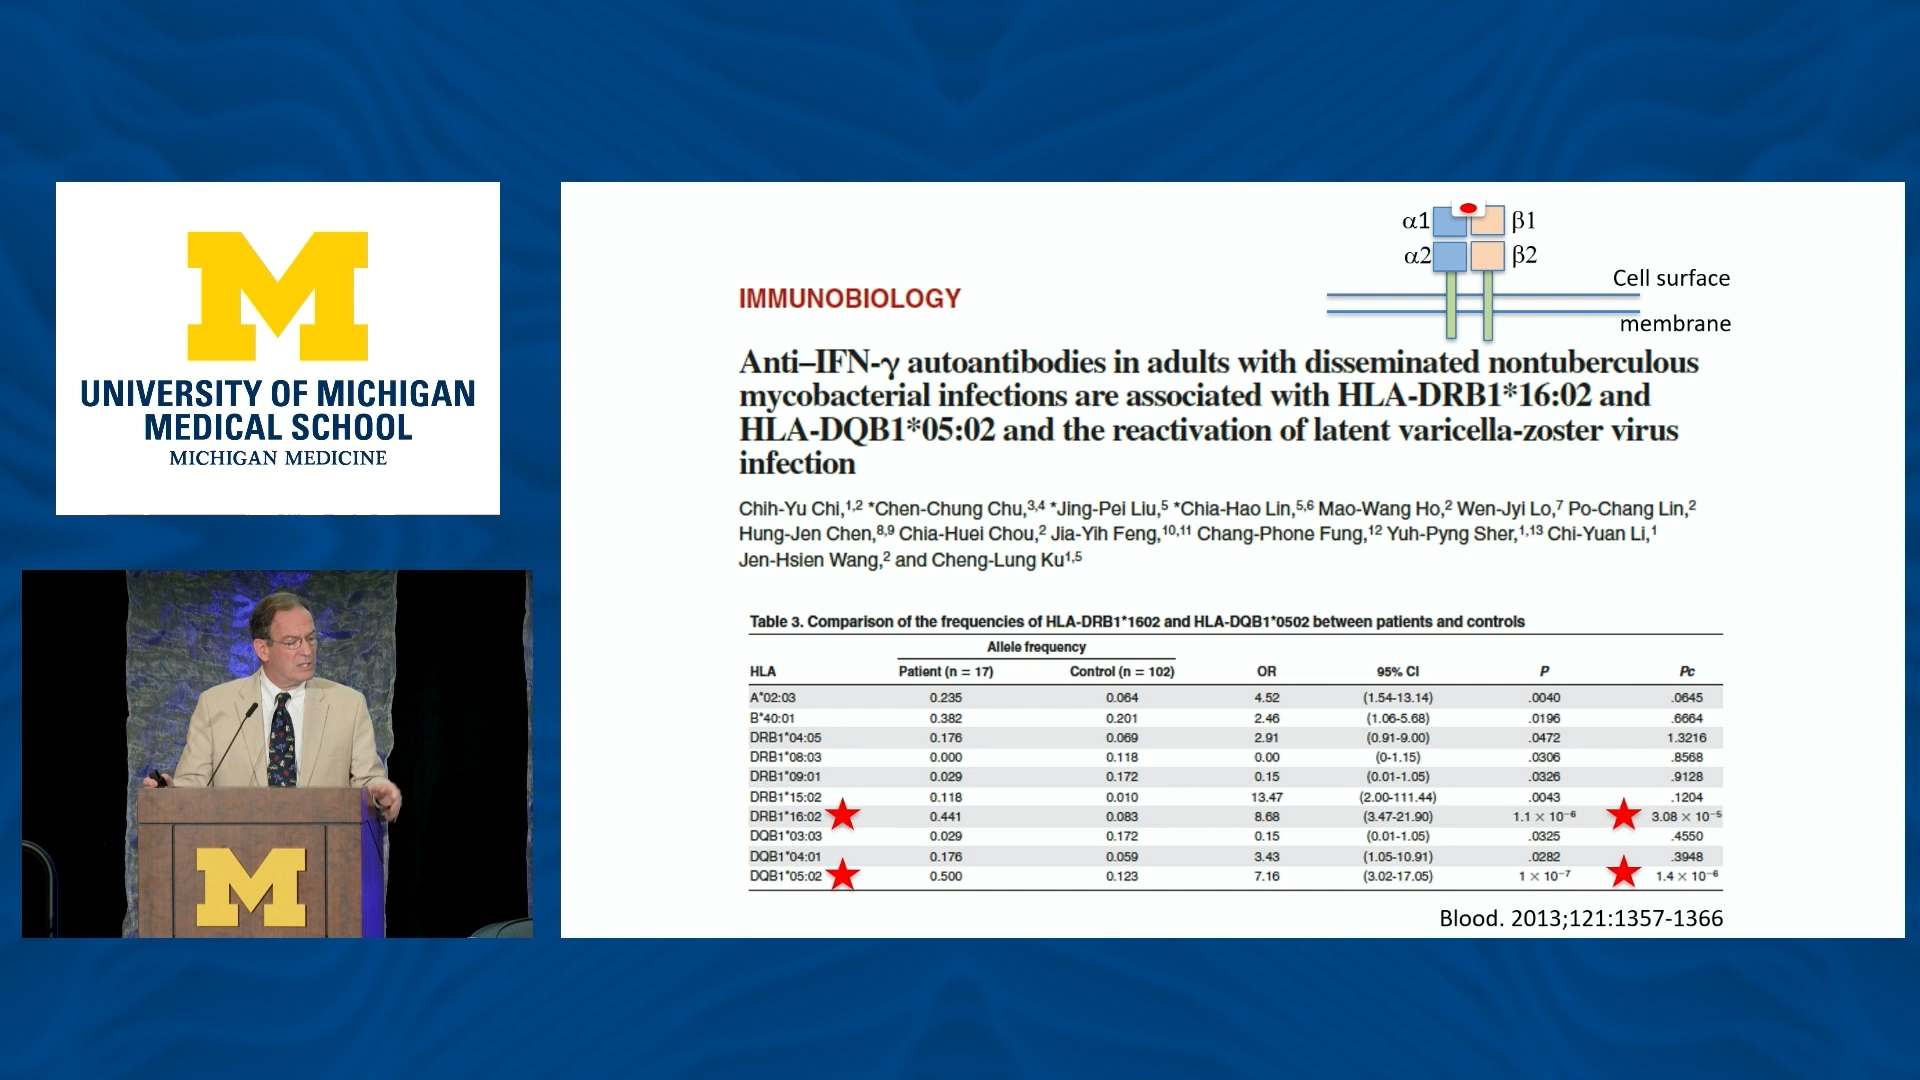 M
UNIVERSITY OF MICHIGAN
MEDICAL SCHOOL
MICHIGAN MEDICINE
M
α1
β1
α2
β2
Cell surface
membrane
IMMUNOBIOLOGY
Anti–IFN-γ autoantibodies in adults with disseminated nontuberculous
mycobacterial infections are associated with HLA-DRB1*16:02 and
HLA-DQB1*05:02 and the reactivation of latent varicella-zoster virus
infection
Chih-Yu Chi,1,2 *Chen-Chung Chu,3,4 *Jing-Pei Liu,5 *Chia-Hao Lin,5,6 Mao-Wang Ho,2 Wen-Jyi Lo,7 Po-Chang Lin,2
Hung-Jen Chen,8,9 Chia-Huei Chou,2 Jia-Yih Feng,10,11 Chang-Phone Fung,12 Yuh-Pyng Sher,1,13 Chi-Yuan Li,1
Jen-Hsien Wang,2 and Cheng-Lung Ku1,5
Table 3. Comparison of the frequencies of HLA-DRB1*1602 and HLA-DQB1*0502 between patients and controls
Allele frequency
HLA Patient (n = 17) Control (n = 102) OR 95% CI P Pc
A*02:03 0.235 0.064 4.52 (1.54-13.14) .0040 .0645
B*40:01 0.382 0.201 2.46 (1.06-5.68) .0196 .6664
DRB1*04:05 0.176 0.069 2.91 (0.91-9.00) .0472 1.3216
DRB1*08:03 0.000 0.118 0.00 (0-1.15) .0306 .8568
DRB1*09:01 0.029 0.172 0.15 (0.01-1.05) .0326 .9128
DRB1*15:02 0.118 0.010 13.47 (2.00-111.44) .0043 .1204
DRB1*16:02 0.441 0.083 8.68 (3.47-21.90) 1.1 × 10⁻⁶ 3.08 × 10⁻⁵
DQB1*03:03 0.029 0.172 0.15 (0.01-1.05) .0325 .4550
DQB1*04:01 0.176 0.059 3.43 (1.05-10.91) .0282 .3948
DQB1*05:02 0.500 0.123 7.16 (3.02-17.05) 1 × 10⁻⁷ 1.4 × 10⁻⁶
Blood. 2013;121:1357-1366